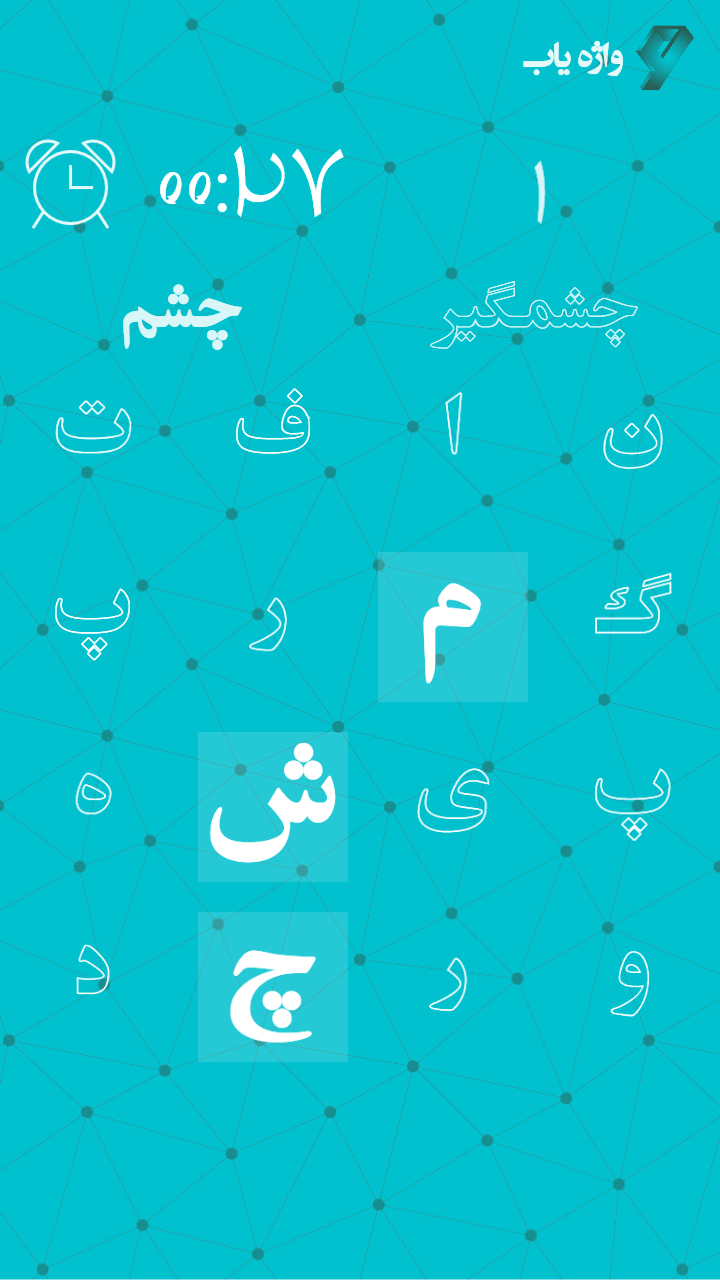 واژه یاب
۱ ۰۰:۲۷
چشمگیر چشم
ن ا ف ت
گ م ر پ
پ ی ش ه
و ر چ د